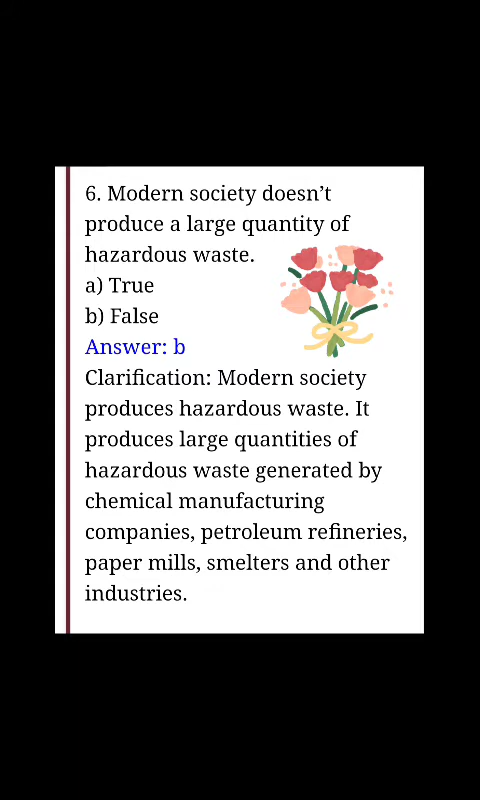 6. Modern society doesn’t
produce a large quantity of
hazardous waste.
a) True
b) False
Answer: b
Clarification: Modern society
produces hazardous waste. It
produces large quantities of
hazardous waste generated by
chemical manufacturing
companies, petroleum refineries,
paper mills, smelters and other
industries.